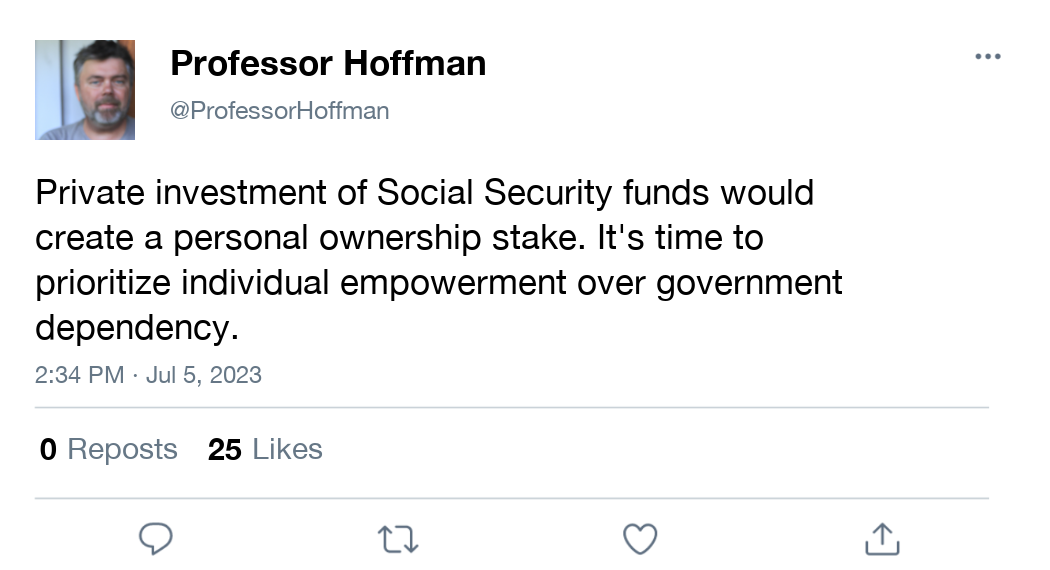 Professor Hoffman
@ProfessorHoffman
Private investment of Social Security funds would
create a personal ownership stake. It's time to
prioritize individual empowerment over government
dependency.
2:34 PM · Jul 5, 2023
0 Reposts 25 Likes